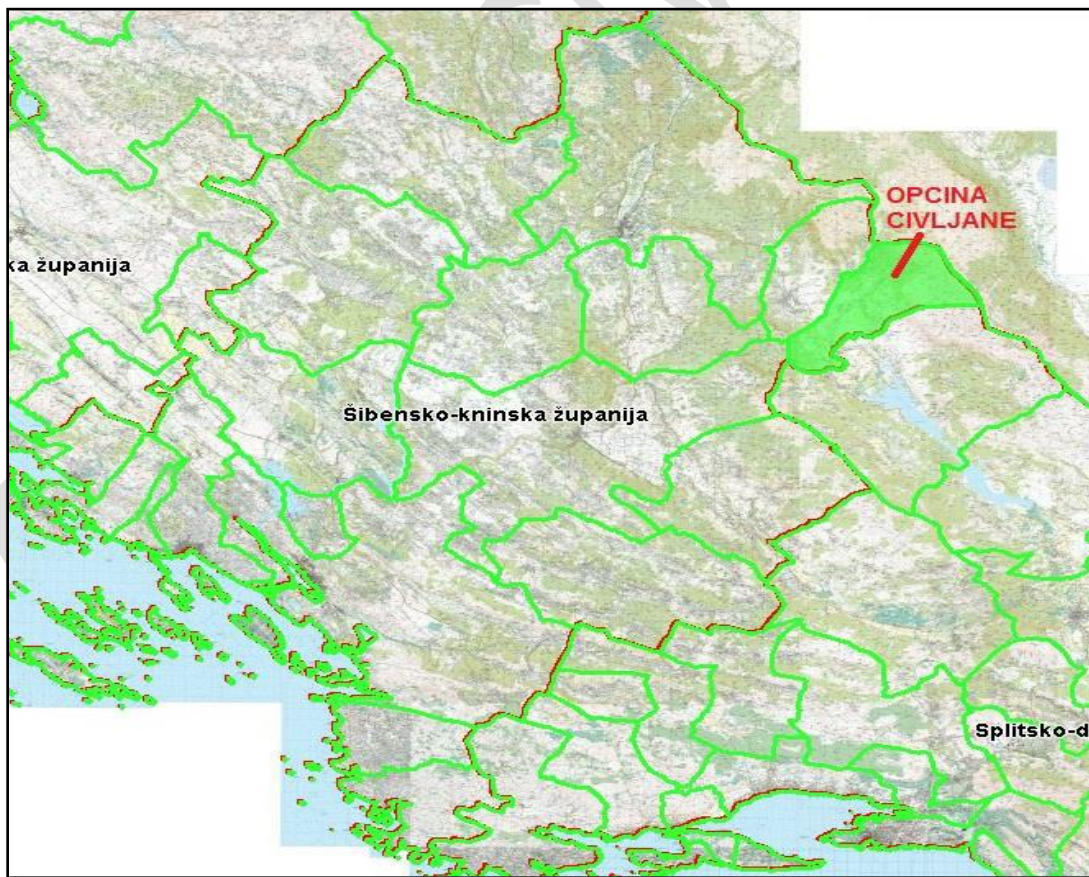 OPCINA
CIVLJANE
ka županija
Šibensko-kninska županija
Splitsko-d